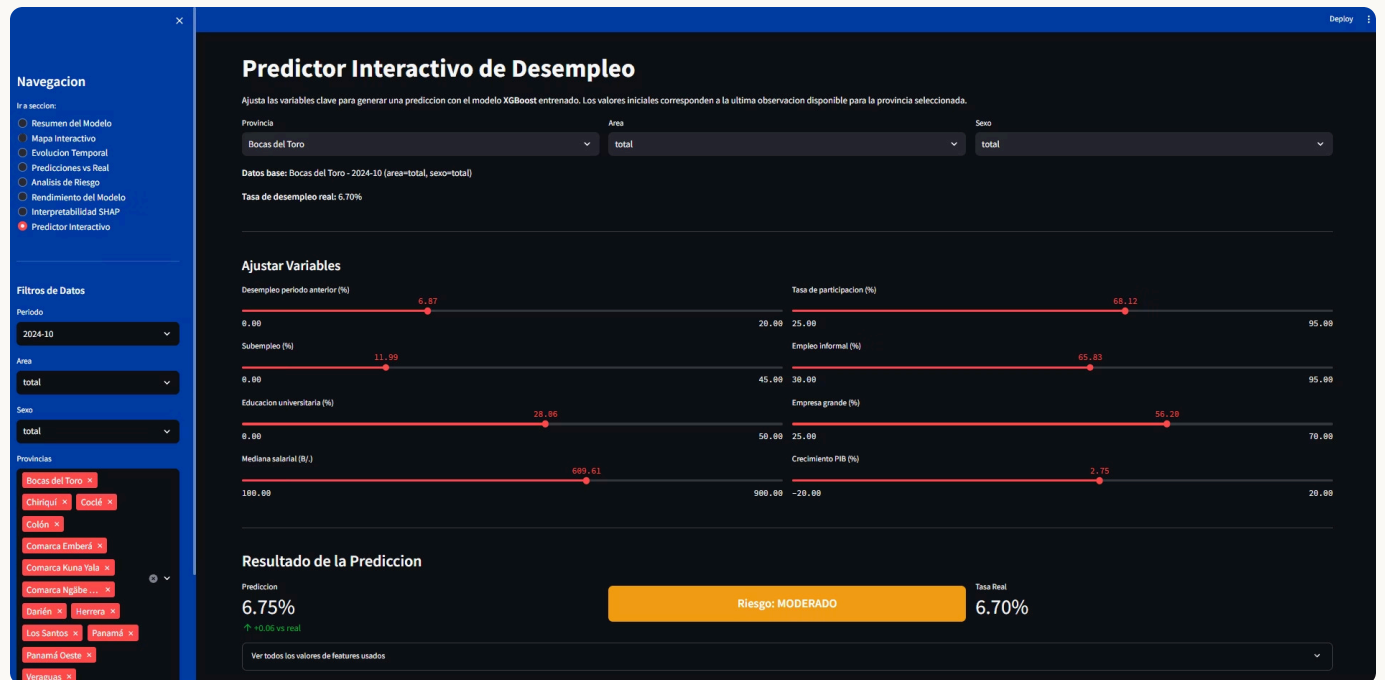 Deploy
Navegacion
Ir a seccion:
Resumen del Modelo
Mapa Interactivo
Evolucion Temporal
Predicciones vs Real
Analisis de Riesgo
Rendimiento del Modelo
Interpretabilidad SHAP
Predictor Interactivo
Filtros de Datos
Periodo
2024-10
Area
total
Sexo
total
Provincias
Bocas del Toro ×
Chiriquí × Coclé ×
Colón ×
Comarca Emberá ×
Comarca Kuna Yala ×
Comarca Ngäbe ... ×
Darién × Herrera ×
Los Santos × Panamá ×
Panamá Oeste ×
Veraguas ×
Predictor Interactivo de Desempleo
Ajusta las variables clave para generar una prediccion con el modelo XGBoost entrenado. Los valores iniciales corresponden a la ultima observacion disponible para la provincia seleccionada.
Provincia Area Sexo
Bocas del Toro total total
Datos base: Bocas del Toro - 2024-10 (area=total, sexo=total)
Tasa de desempleo real: 6.70%
Ajustar Variables
Desempleo periodo anterior (%) Tasa de participacion (%)
6.87 68.12
0.00 20.00 25.00 95.00
Subempleo (%) Empleo informal (%)
11.99 65.83
0.00 45.00 30.00 95.00
Educacion universitaria (%) Empresa grande (%)
28.06 56.20
0.00 50.00 25.00 70.00
Mediana salarial (B/.) Crecimiento PIB (%)
609.61 2.75
100.00 900.00 -20.00 20.00
Resultado de la Prediccion
Prediccion Tasa Real
6.75% Riesgo: MODERADO 6.70%
↑ +0.06 vs real
Ver todos los valores de features usados